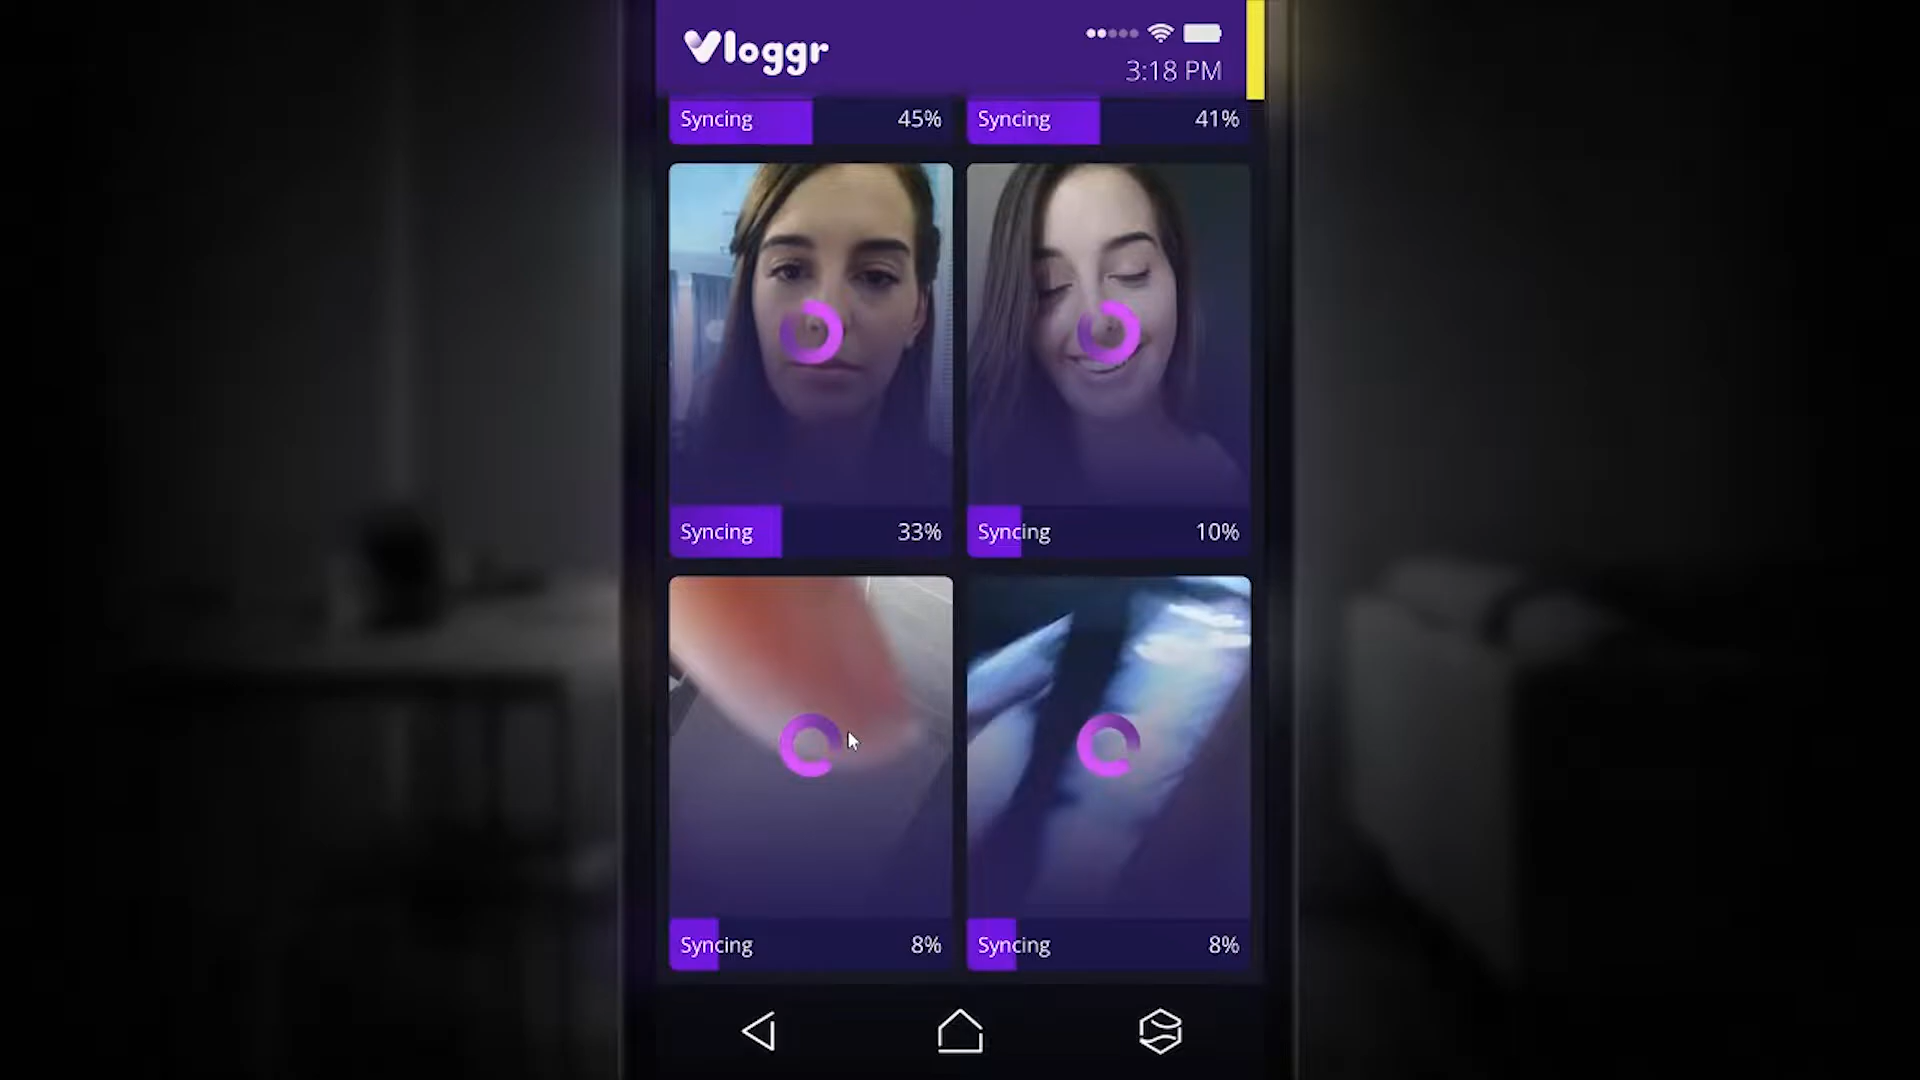 Vloggr
3:18 PM
Syncing 45% Syncing 41%
Syncing 33% Syncing 10%
Syncing 8% Syncing 8%